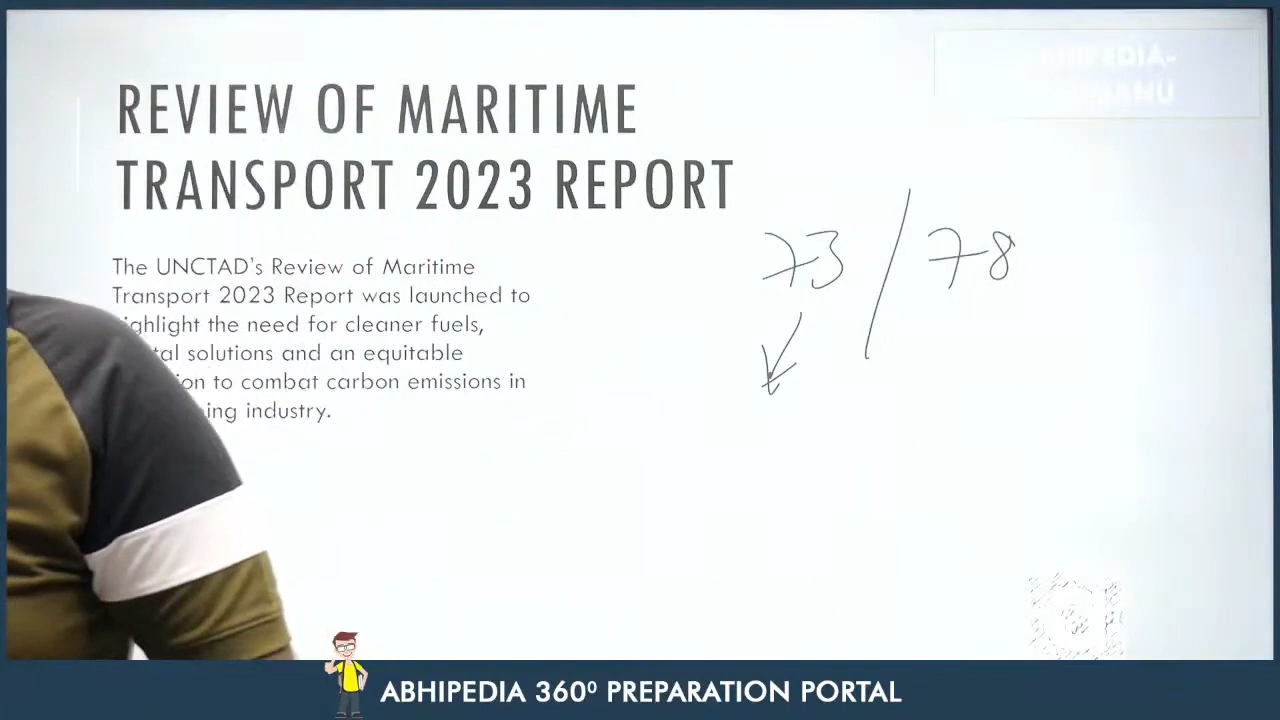 REVIEW OF MARITIME
TRANSPORT 2023 REPORT
The UNCTAD's Review of Maritime
Transport 2023 Report was launched to
the need for cleaner fuels,
solutions and an equitable
to combat carbon emissions in
industry.
73 / 78
ABHIPEDIA 360⁰ PREPARATION PORTAL